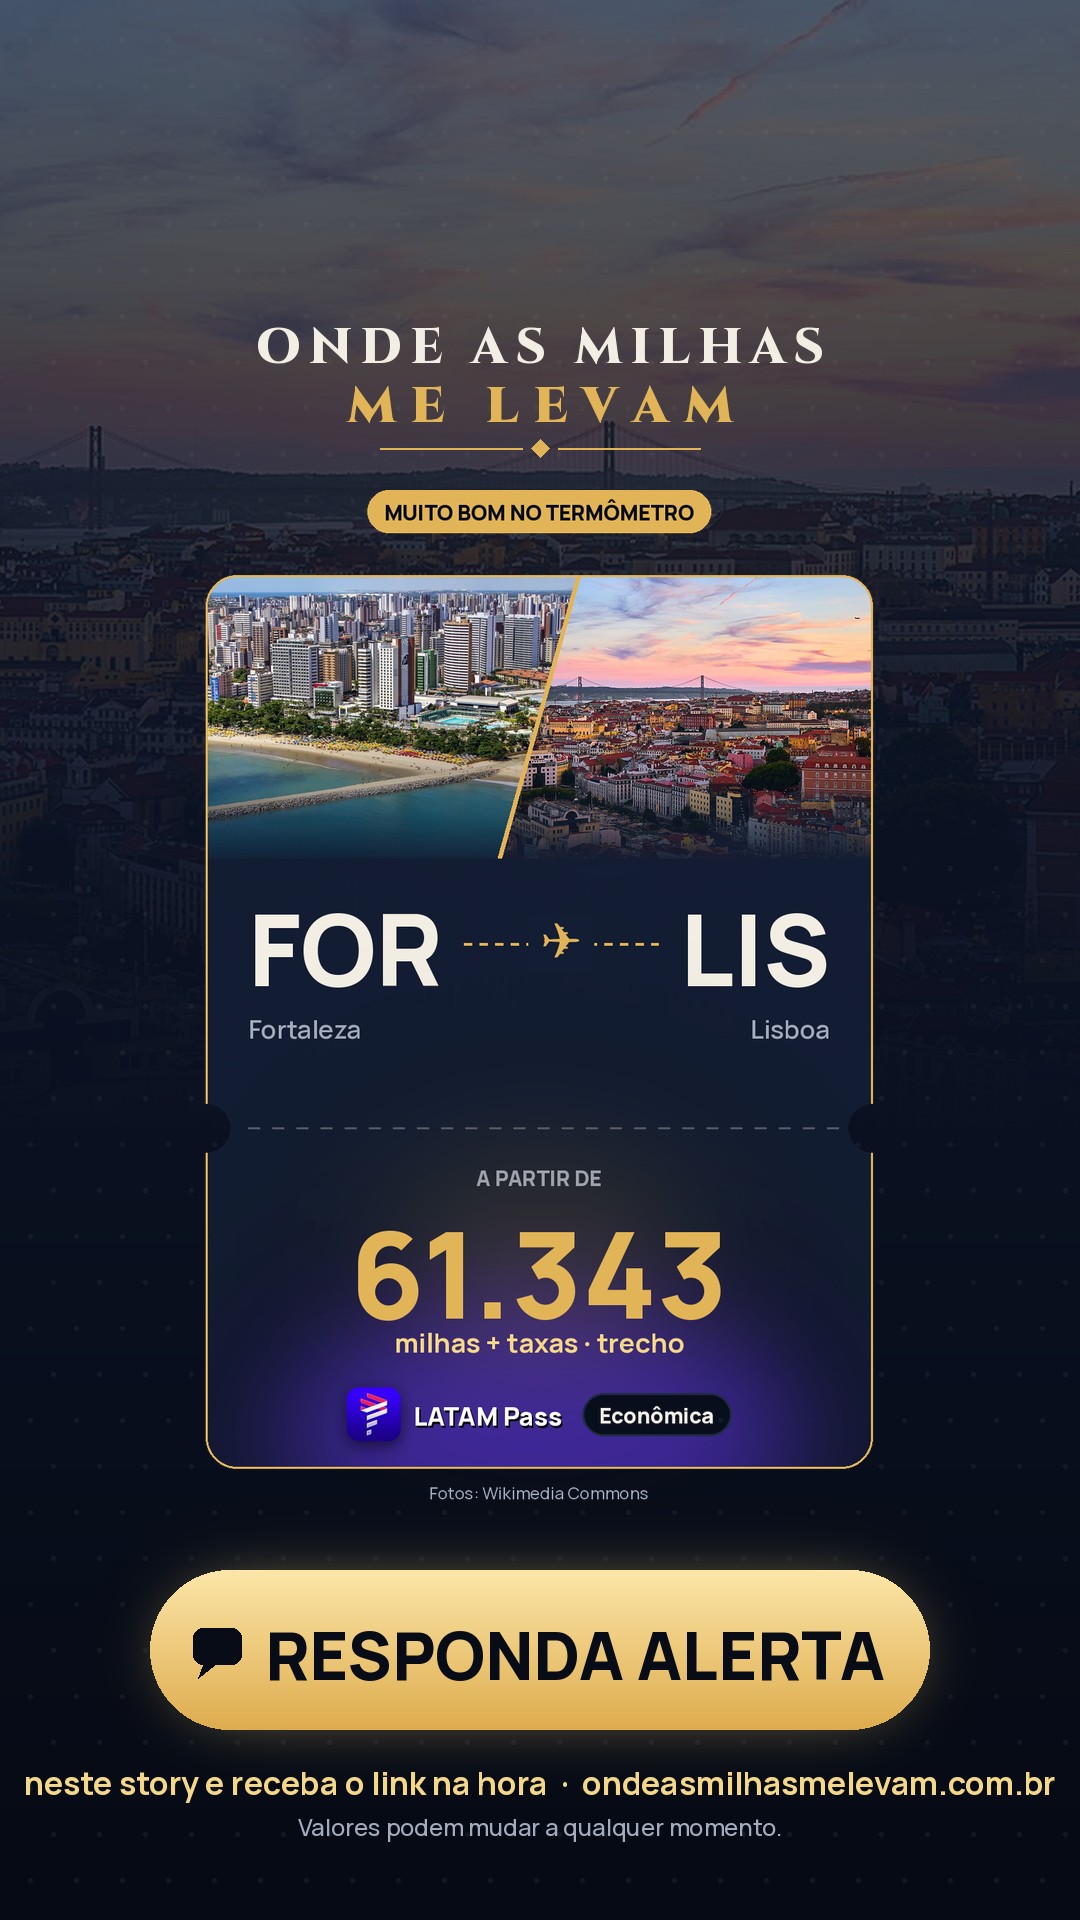 ONDE AS MILHAS
ME LEVAM
MUITO BOM NO TERMÔMETRO
FOR LIS
Fortaleza Lisboa
A PARTIR DE
61.343
milhas + taxas · trecho
LATAM Pass Econômica
Fotos: Wikimedia Commons
RESPONDA ALERTA
neste story e receba o link na hora · ondeasmilhasmelevam.com.br
Valores podem mudar a qualquer momento.